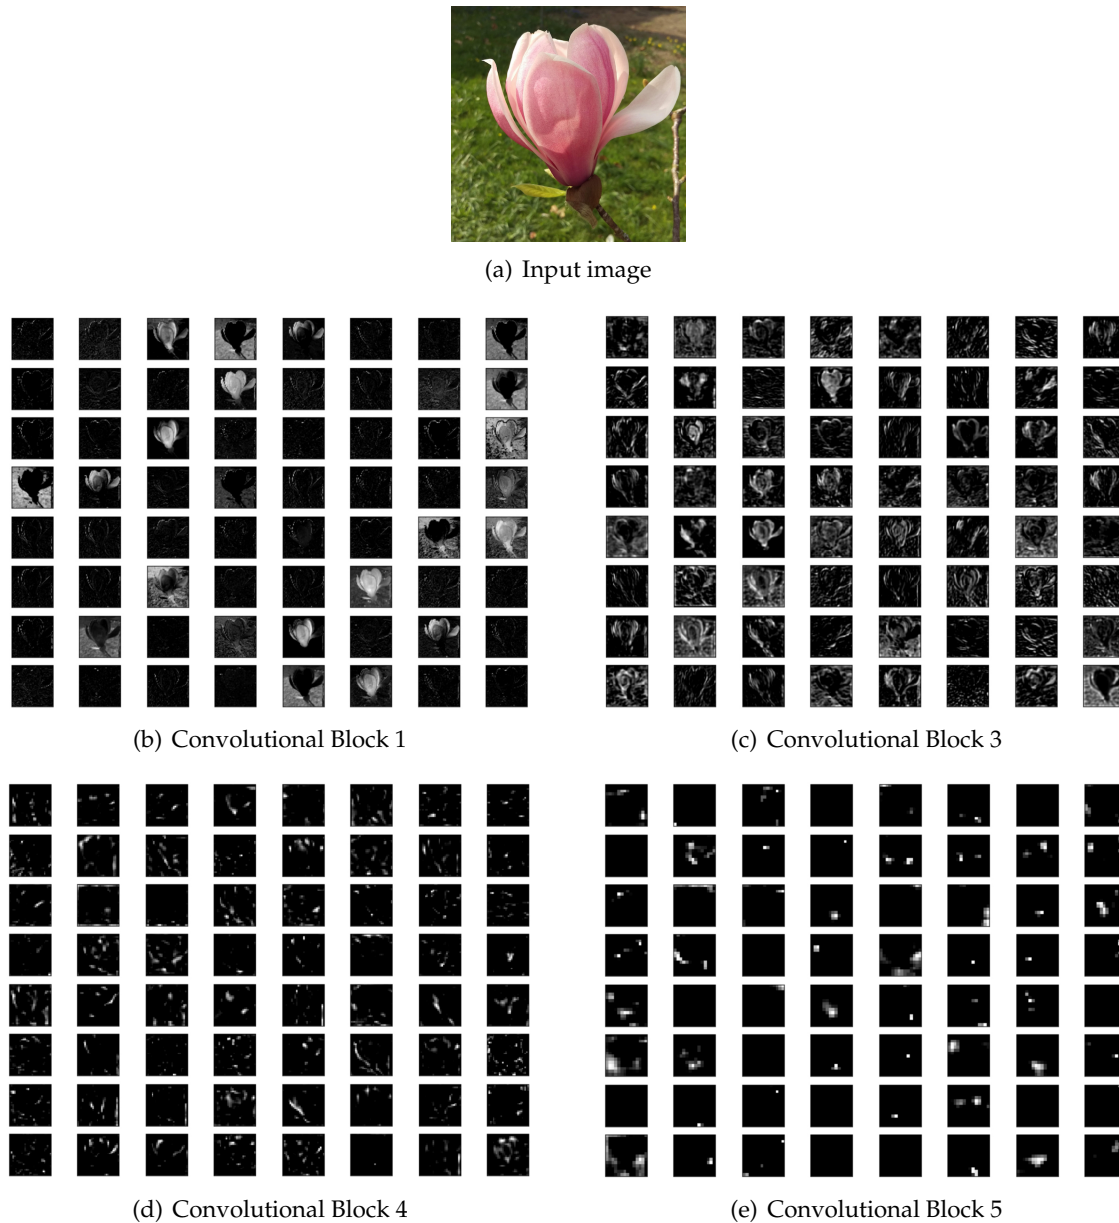 (a) Input image
(b) Convolutional Block 1
(c) Convolutional Block 3
(d) Convolutional Block 4
(e) Convolutional Block 5